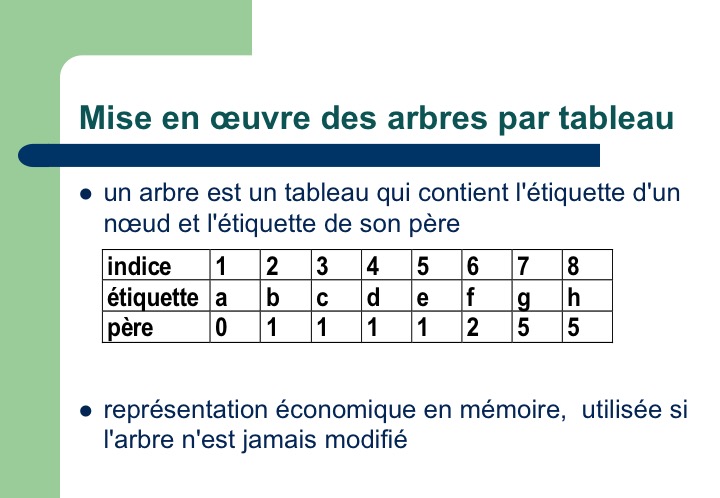 Mise en œuvre des arbres par tableau
un arbre est un tableau qui contient l'étiquette d'un
nœud et l'étiquette de son père
indice 1 2 3 4 5 6 7 8
étiquette a b c d e f g h
père 0 1 1 1 1 2 5 5
représentation économique en mémoire,  utilisée si
l'arbre n'est jamais modifié